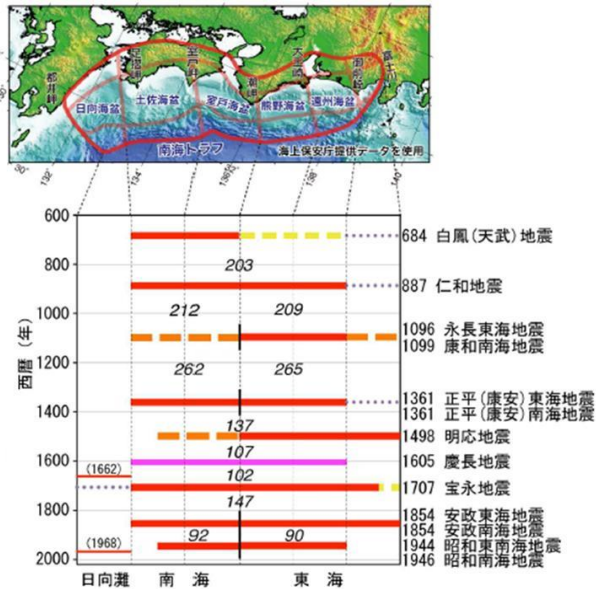 都井岬
足摺岬
室戸岬
潮岬
大王崎
御前崎
富士川
日向海盆
土佐海盆
室戸海盆
熊野海盆
遠州海盆
南海トラフ
海上保安庁提供データを使用
132
134
136
138
140
西暦(年)
600
684 白鳳(天武)地震
800
203
887 仁和地震
1000
212
209
1096 永長東海地震
1099 康和南海地震
1200
262
265
1361 正平(康安)東海地震
1361 正平(康安)南海地震
1400
137
1498 明応地震
107
1600
1605 慶長地震
(1662)
102
1707 宝永地震
147
1800
1854 安政東海地震
1854 安政南海地震
92
90
(1968)
1944 昭和東南海地震
1946 昭和南海地震
2000
日向灘 南海 東海